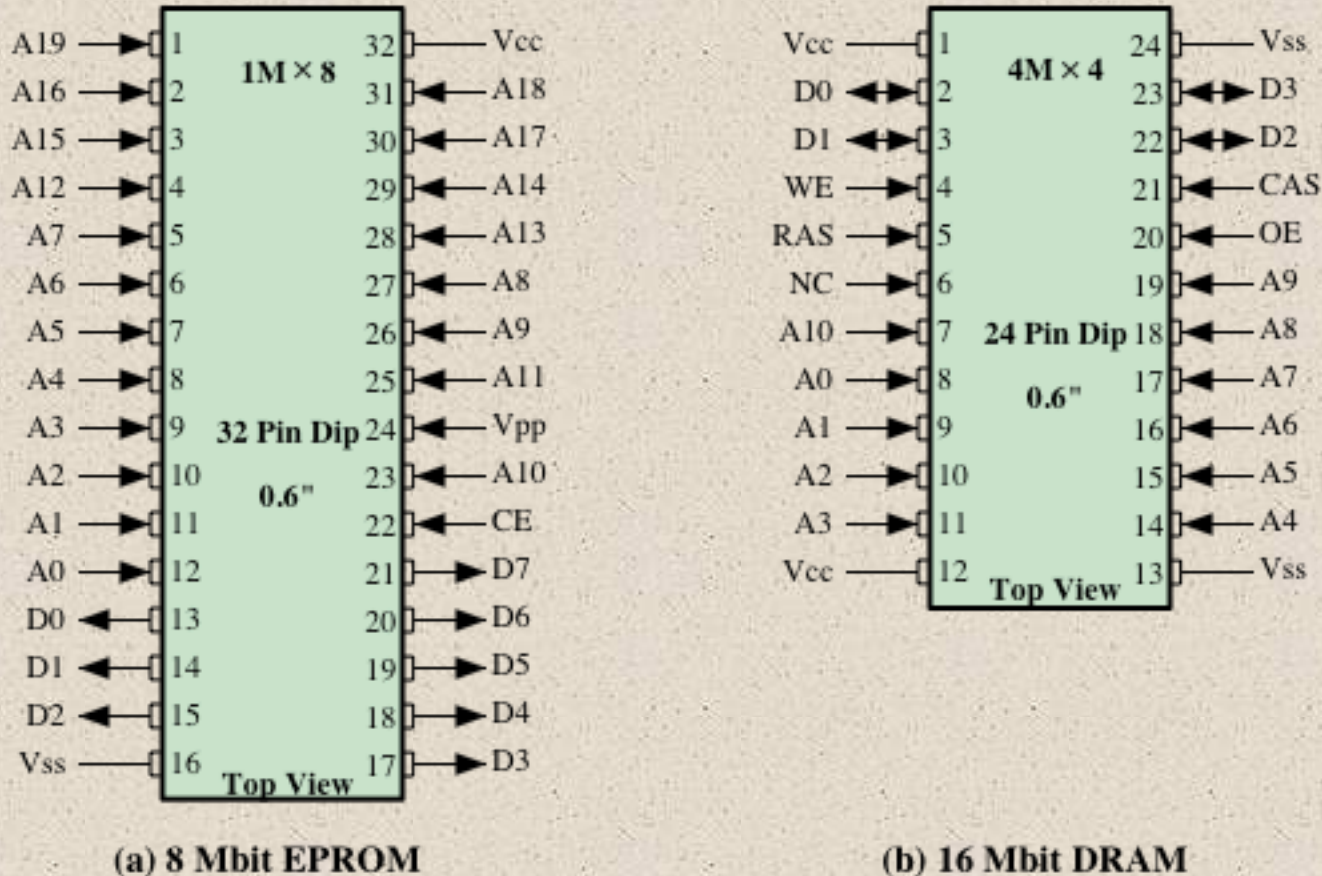 A19 1 32 Vcc
1M × 8
A16 2 31 A18
A15 3 30 A17
A12 4 29 A14
A7 5 28 A13
A6 6 27 A8
A5 7 26 A9
A4 8 25 A11
A3 9 32 Pin Dip 24 Vpp
A2 10 23 A10
0.6"
A1 11 22 CE
A0 12 21 D7
D0 13 20 D6
D1 14 19 D5
D2 15 18 D4
Vss 16 17 D3
Top View
(a) 8 Mbit EPROM
Vcc 1 24 Vss
4M × 4
D0 2 23 D3
D1 3 22 D2
WE 4 21 CAS
RAS 5 20 OE
NC 6 19 A9
A10 7 24 Pin Dip 18 A8
A0 8 17 A7
0.6"
A1 9 16 A6
A2 10 15 A5
A3 11 14 A4
Vcc 12 13 Vss
Top View
(b) 16 Mbit DRAM